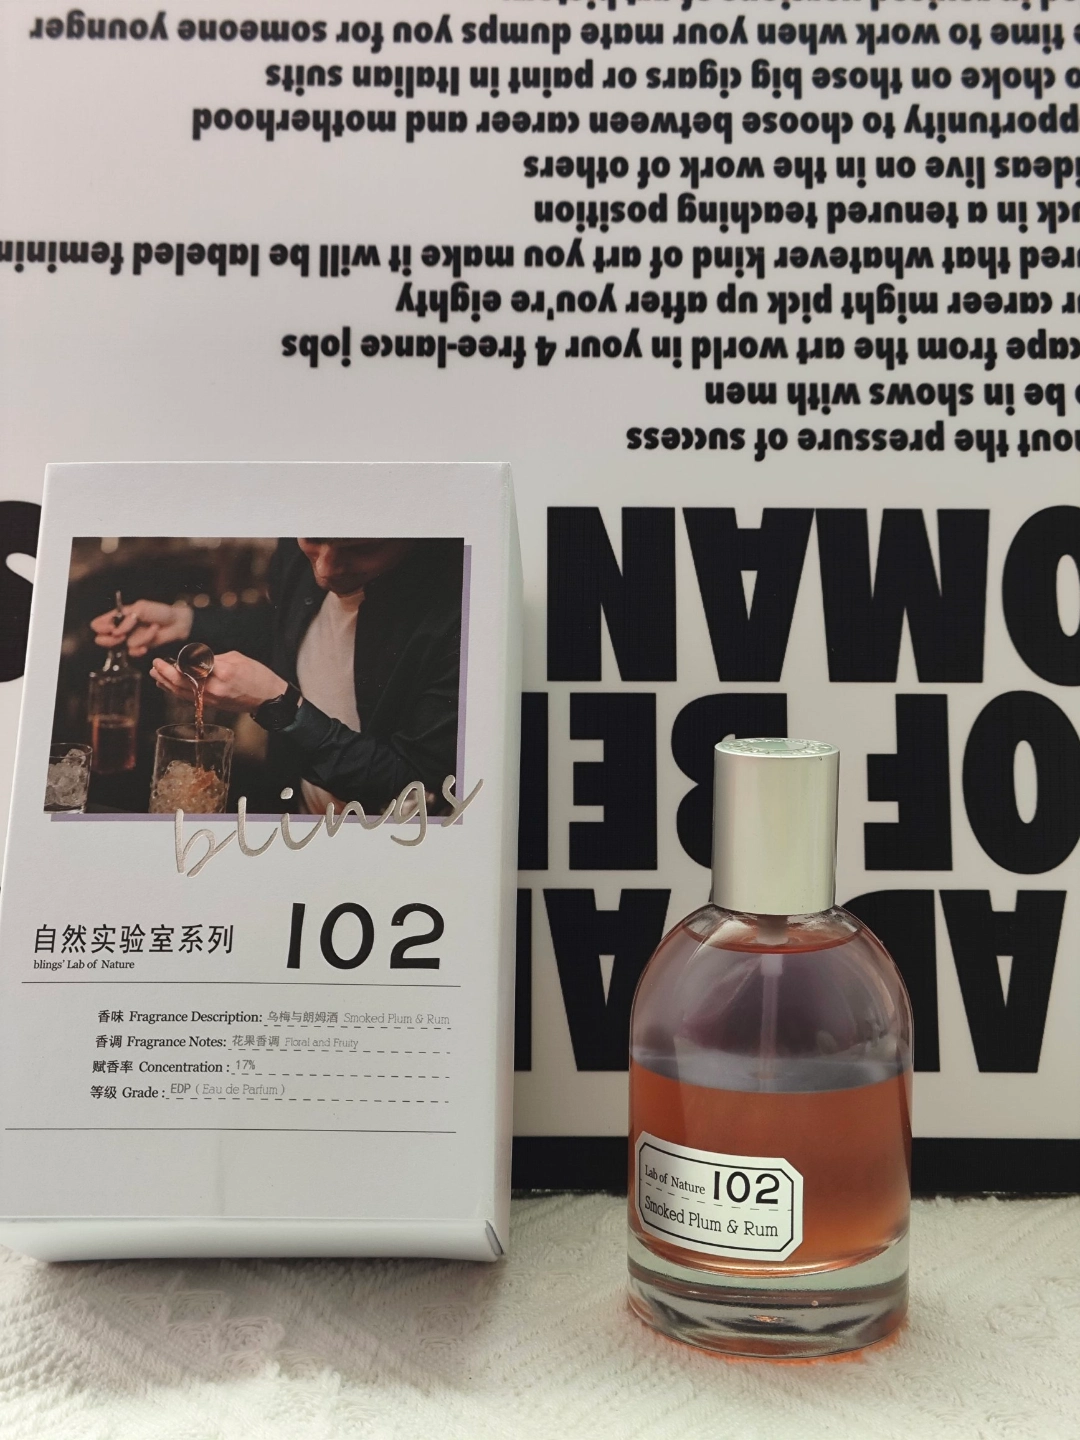 AD
OF BE
OMAN
hout the pressure of success
be in shows with men
cape from the art world in your 4 free-lance jobs
r career might pick up after you're eighty
red that whatever kind of art you make it will be labeled feminin
uck in a tenured teaching position
ideas live on in the work of others
pportunity to choose between career and motherhood
o choke on those big cigars or paint in Italian suits
e time to work when your mate dumps you for someone younger
blings
自然实验室系列 102
blings' Lab of Nature
香味 Fragrance Description: 乌梅与朗姆酒 Smoked Plum & Rum
香调 Fragrance Notes: 花果香调 Floral and Fruity
赋香率 Concentration : 17%
等级 Grade : EDP ( Eau de Parfum )
Lab of Nature 102
Smoked Plum & Rum